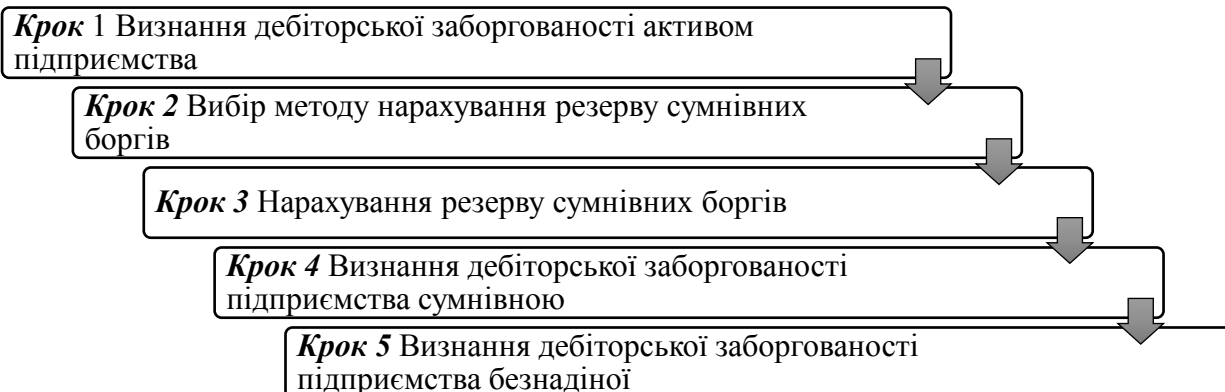 Крок 1 Визнання дебіторської заборгованості активом
підприємства
Крок 2 Вибір методу нарахування резерву сумнівних
боргів
Крок 3 Нарахування резерву сумнівних боргів
Крок 4 Визнання дебіторської заборгованості
підприємства сумнівною
Крок 5 Визнання дебіторської заборгованості
підприємства безнадіної